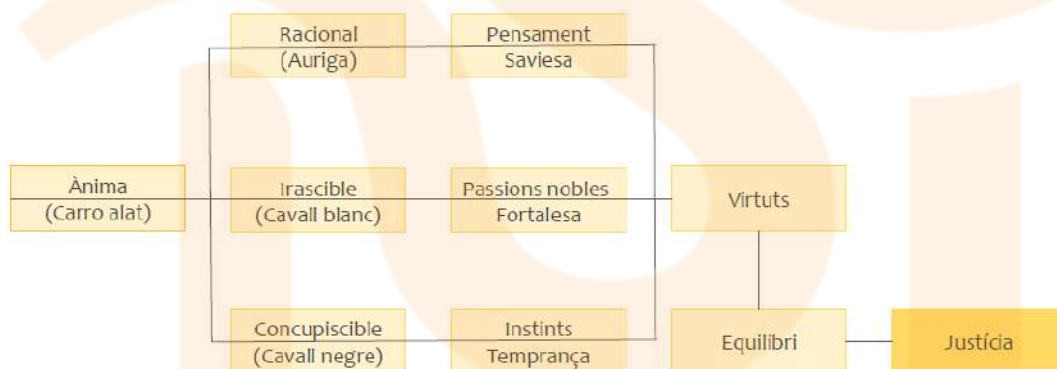 Racional
(Auriga)
Pensament
Saviesa
Ànima
(Carro alat)
Irascible
(Cavall blanc)
Passions nobles
Fortalesa
Virtuts
Concupiscible
(Cavall negre)
Instints
Temprança
Equilibri
Justícia